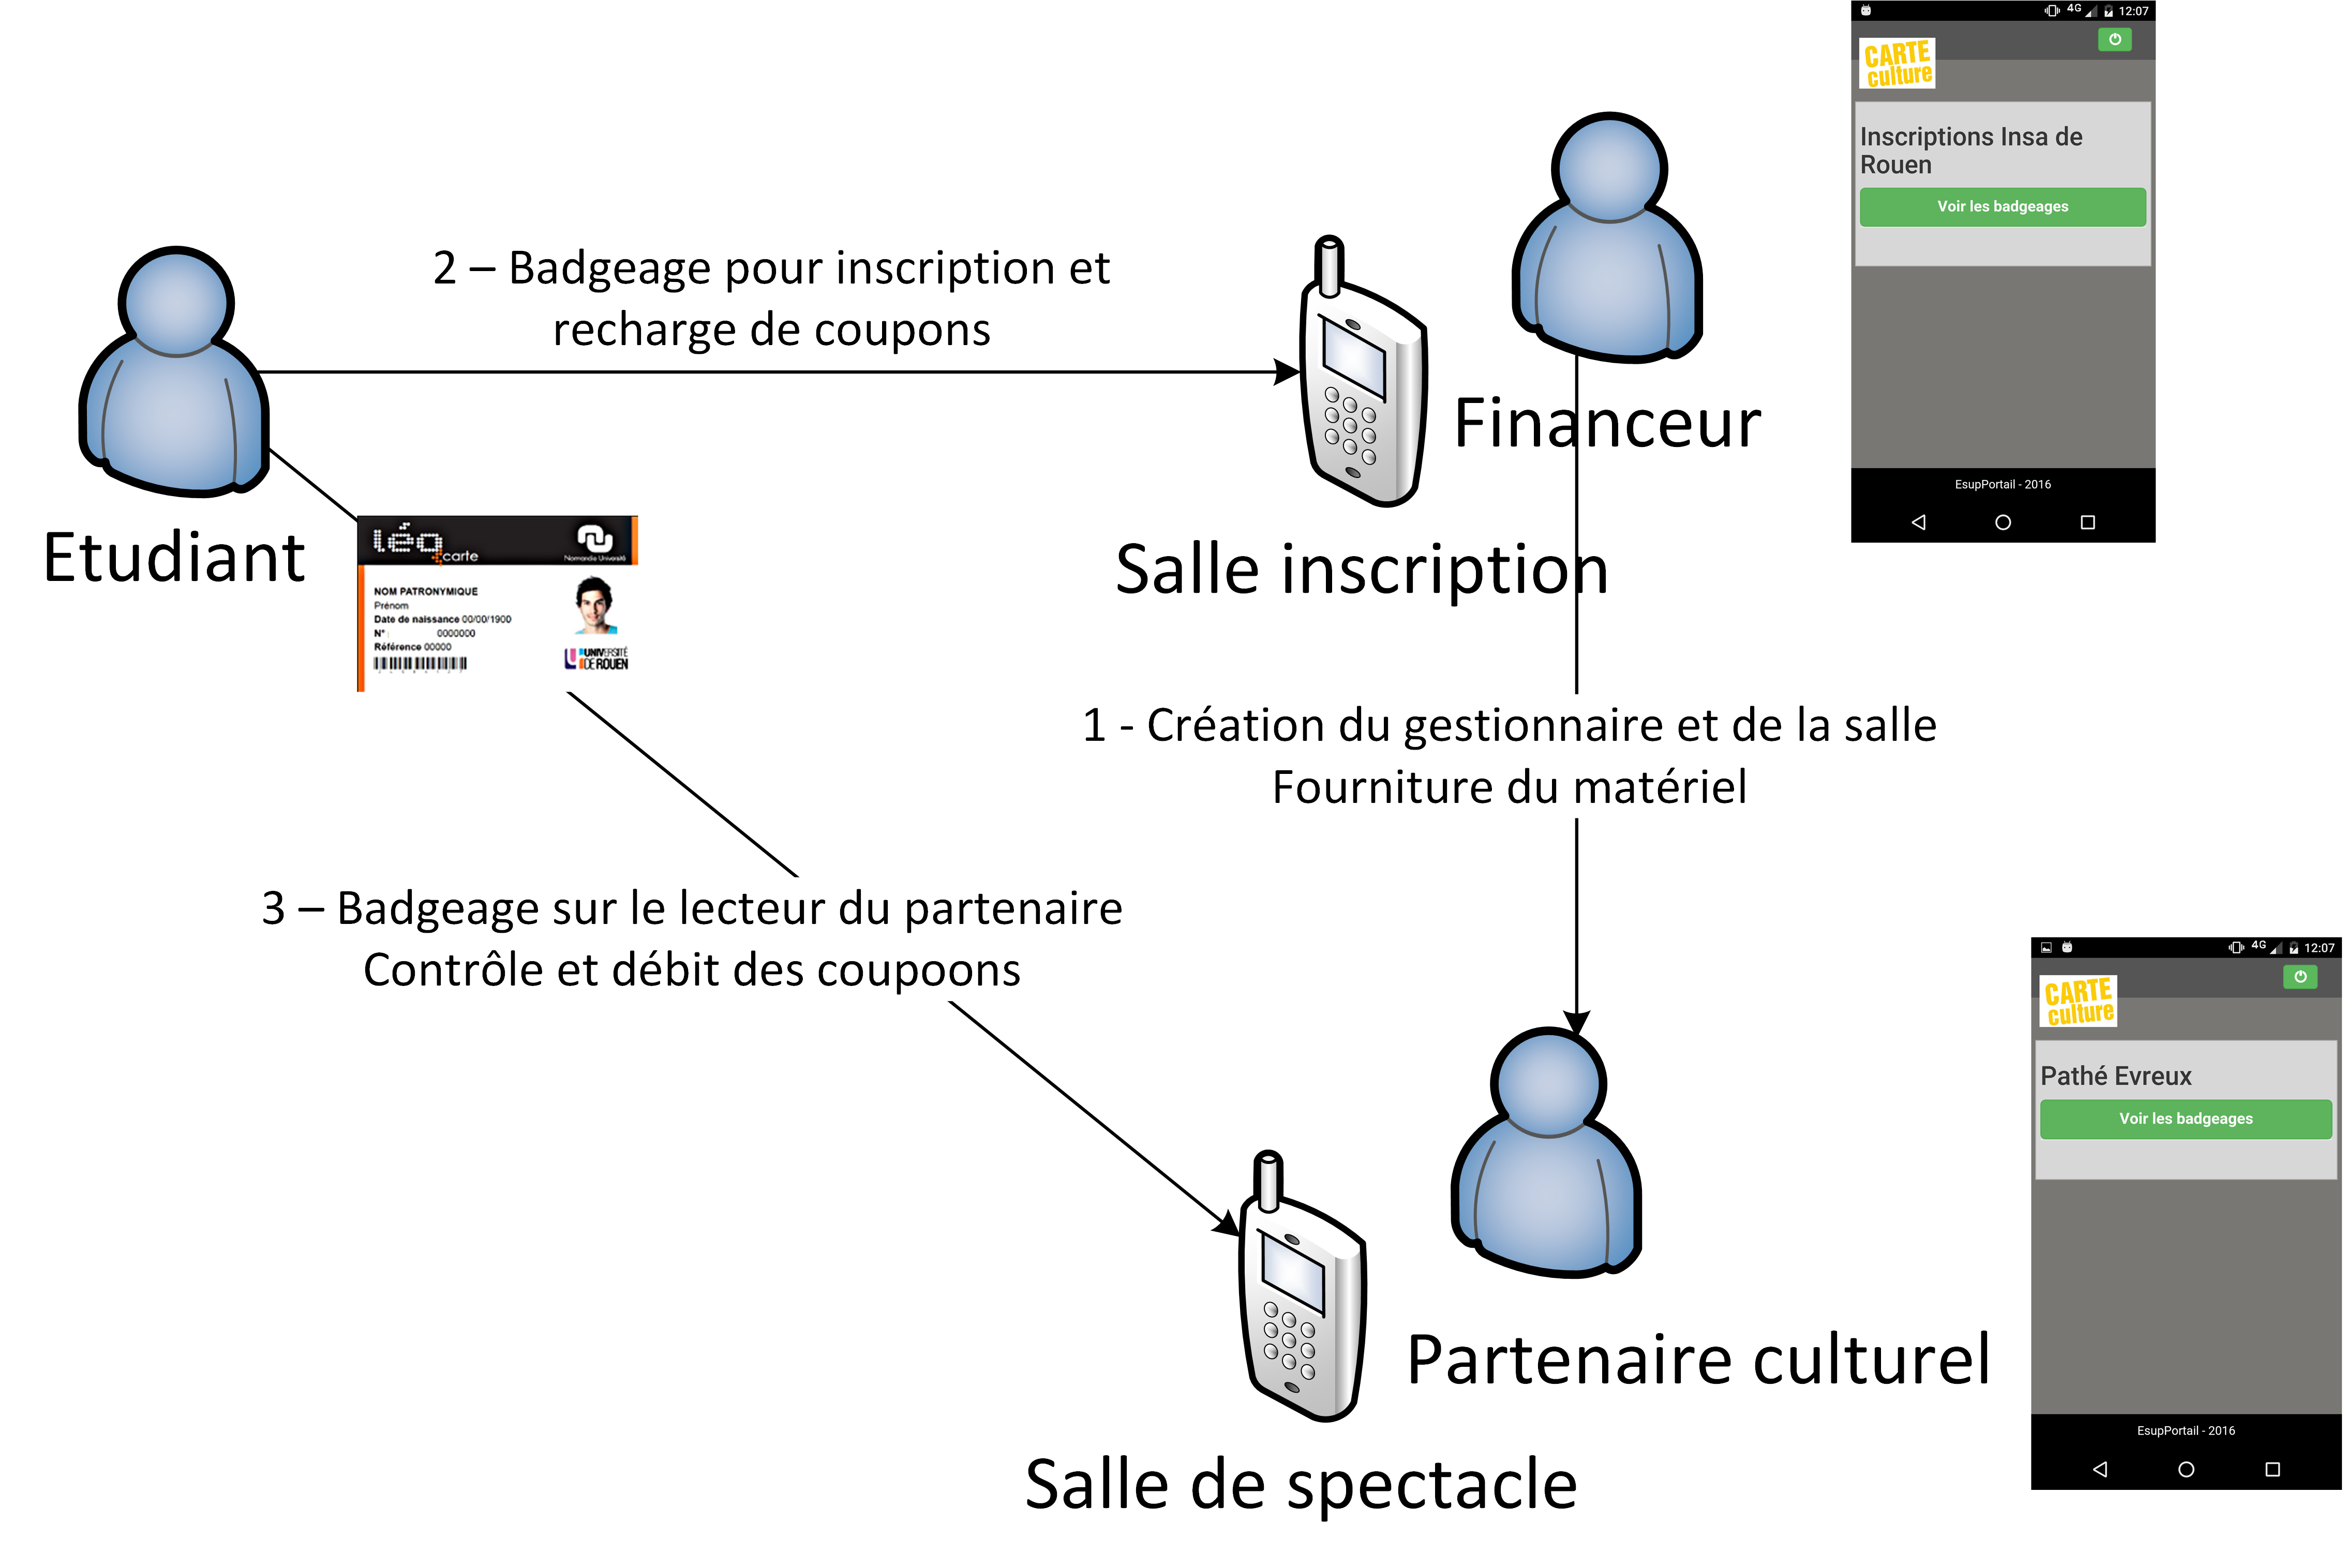 4G 12:07
CARTE
culture
Inscriptions Insa de
Rouen
Voir les badgeages
EsupPortail - 2016
2 – Badgeage pour inscription et
recharge de coupons
Financeur
Salle inscription
Etudiant
léo carte
Normandie Université
NOM PATRONYMIQUE
Prénom
Date de naissance 00/00/1900
N° : 0000000
Référence 00000
UNIVERSITÉ
DE ROUEN
1 - Création du gestionnaire et de la salle
Fourniture du matériel
3 – Badgeage sur le lecteur du partenaire
Contrôle et débit des coupoons
4G 12:07
CARTE
culture
Pathé Evreux
Voir les badgeages
EsupPortail - 2016
Partenaire culturel
Salle de spectacle